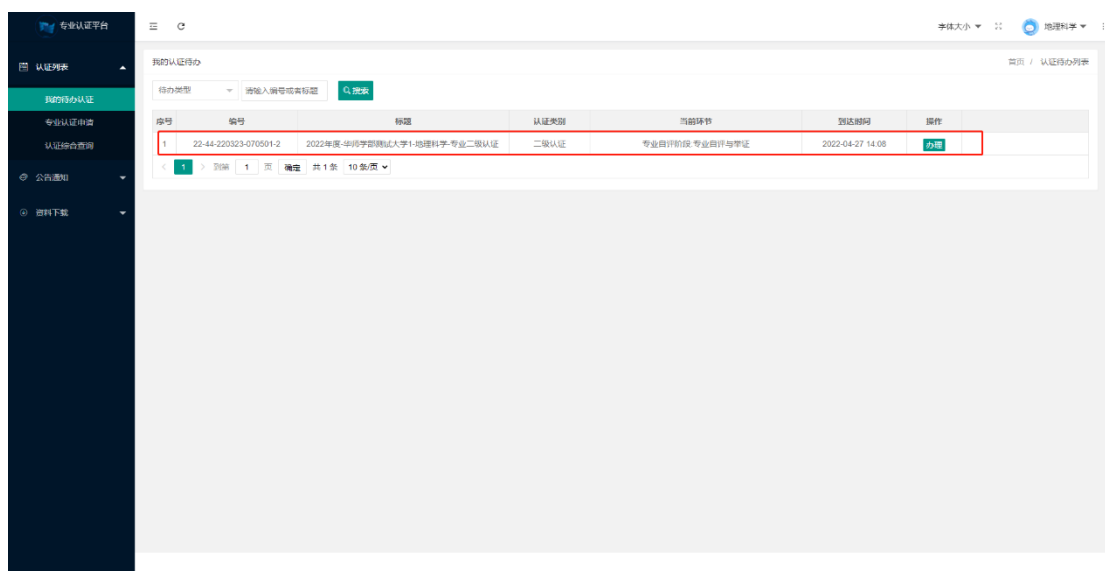 专业认证平台
字体大小
地理科学
认证列表
我的待办认证
专业认证申请
认证综合查询
公告通知
资料下载
我的认证待办
首页 / 认证待办列表
待办类型 请输入编号或者标题 搜索
序号 编号 标题 认证类别 当前环节 到达时间 操作
1 22-44-220323-070501-2 2022年度-华师学部测试大学1-地理科学-专业二级认证 二级认证 专业自评阶段:专业自评与举证 2022-04-27 14:08 办理
< 1 > 到第 1 页 确定 共 1 条 10 条/页